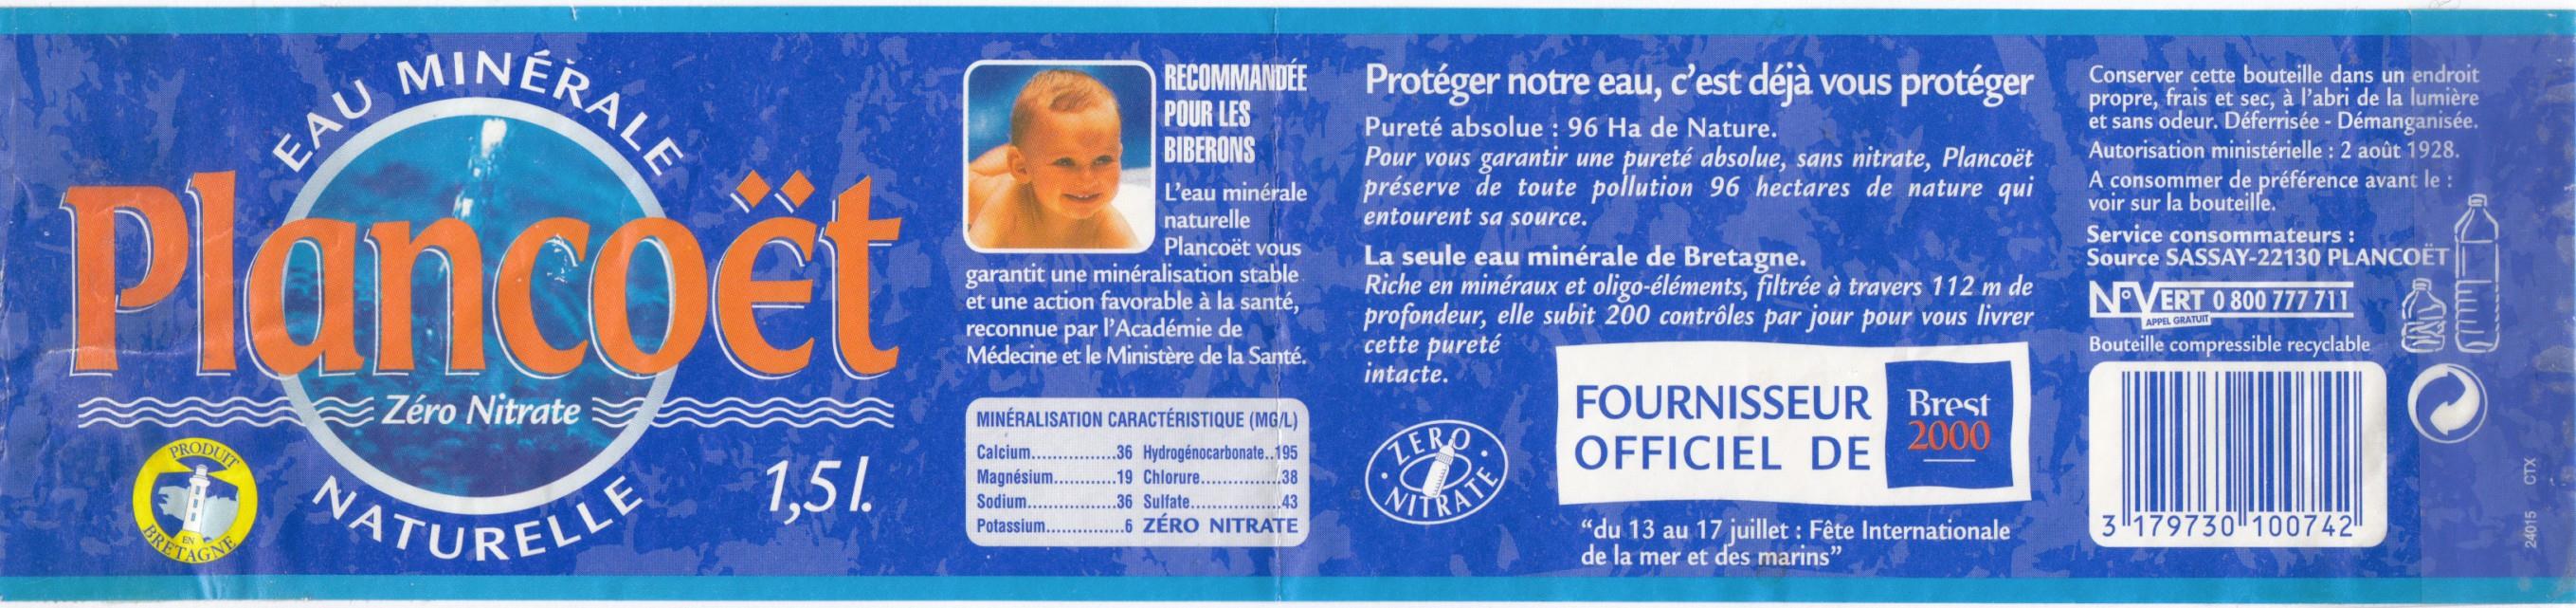 EAU MINÉRALE
Plancoët
Zéro Nitrate
NATURELLE
1,5 l.
PRODUIT
EN
BRETAGNE
RECOMMANDÉE
POUR LES
BIBERONS
L'eau minérale
naturelle
Plancoët vous
garantit une minéralisation stable
et une action favorable à la santé,
reconnue par l'Académie de
Médecine et le Ministère de la Santé.
MINÉRALISATION CARACTÉRISTIQUE (MG/L)
Calcium................36 Hydrogénocarbonate..195
Magnésium............19 Chlorure...............38
Sodium.................36 Sulfate.................43
Potassium...............6 ZÉRO NITRATE
Protéger notre eau, c'est déjà vous protéger
Pureté absolue : 96 Ha de Nature.
Pour vous garantir une pureté absolue, sans nitrate, Plancoët
préserve de toute pollution 96 hectares de nature qui
entourent sa source.
La seule eau minérale de Bretagne.
Riche en minéraux et oligo-éléments, filtrée à travers 112 m de
profondeur, elle subit 200 contrôles par jour pour vous livrer
cette pureté
intacte.
ZERO
NITRATE
FOURNISSEUR
OFFICIEL DE
Brest
2000
“du 13 au 17 juillet : Fête Internationale
de la mer et des marins”
Conserver cette bouteille dans un endroit
propre, frais et sec, à l'abri de la lumière
et sans odeur. Déferrisée - Démanganisée.
Autorisation ministérielle : 2 août 1928.
A consommer de préférence avant le :
voir sur la bouteille.
Service consommateurs :
Source SASSAY-22130 PLANCOËT
N°VERT 0 800 777 711
APPEL GRATUIT
Bouteille compressible recyclable
3 179730 100742
24015 CTX